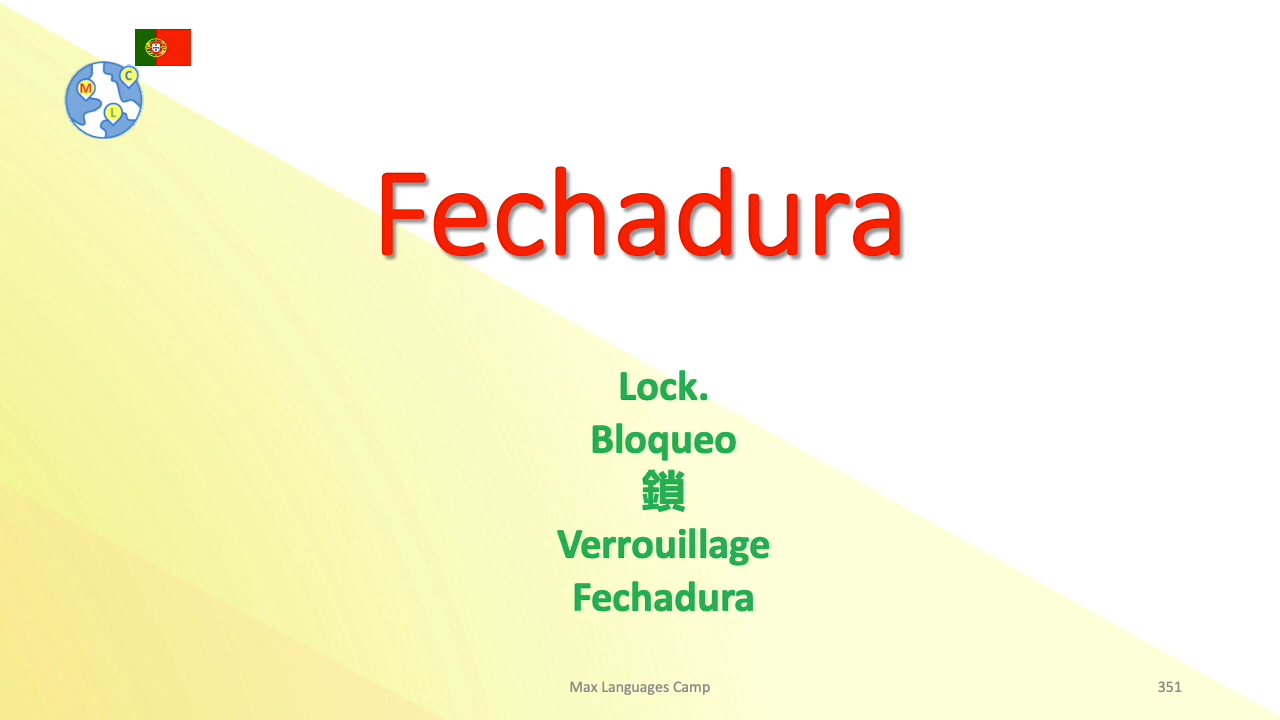 C
M
L
Fechadura
Lock.
Bloqueo
鎖
Verrouillage
Fechadura
Max Languages Camp
351